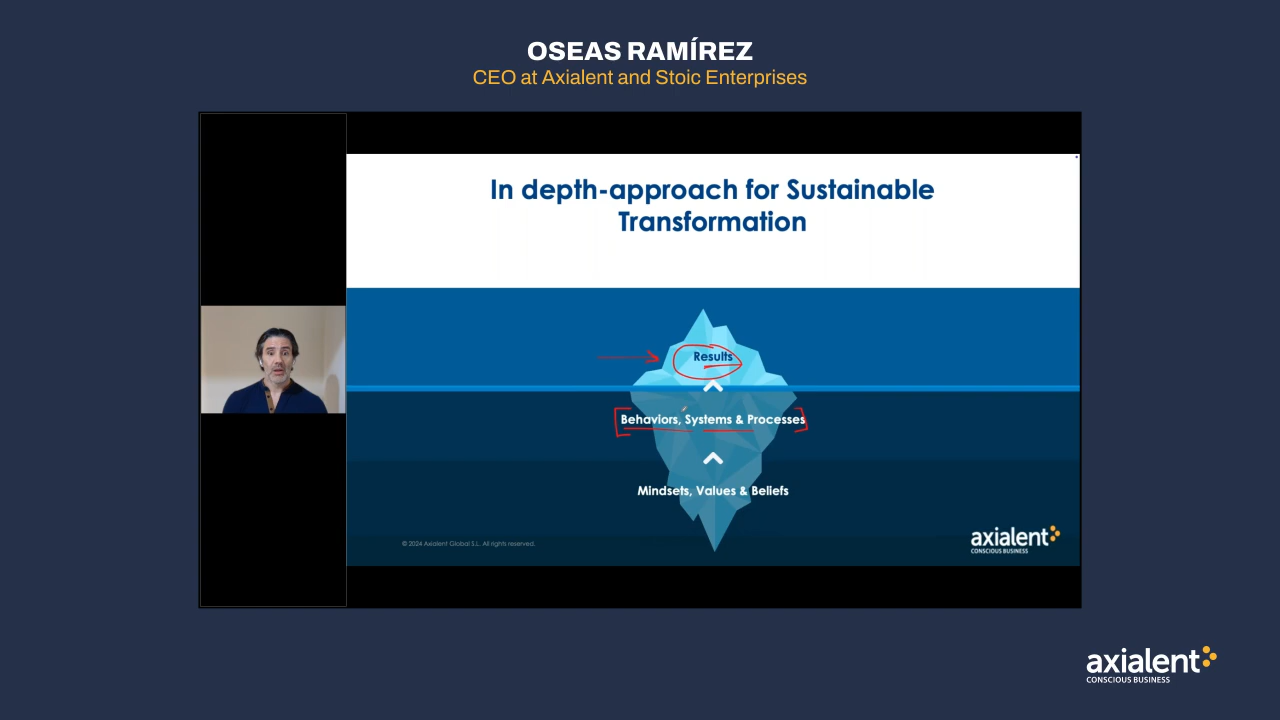 OSEAS RAMÍREZ
CEO at Axialent and Stoic Enterprises
In depth-approach for Sustainable
Transformation
Results
Behaviors, Systems & Processes
Mindsets, Values & Beliefs
© 2024 Axialent Global S.L. All rights reserved.
axialent
CONSCIOUS BUSINESS
axialent
CONSCIOUS BUSINESS